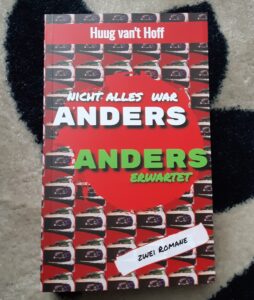 Huug van't Hoff
NICHT ALLES WAR
ANDERS
ANDERS
ERWARTET
ZWEI ROMANE